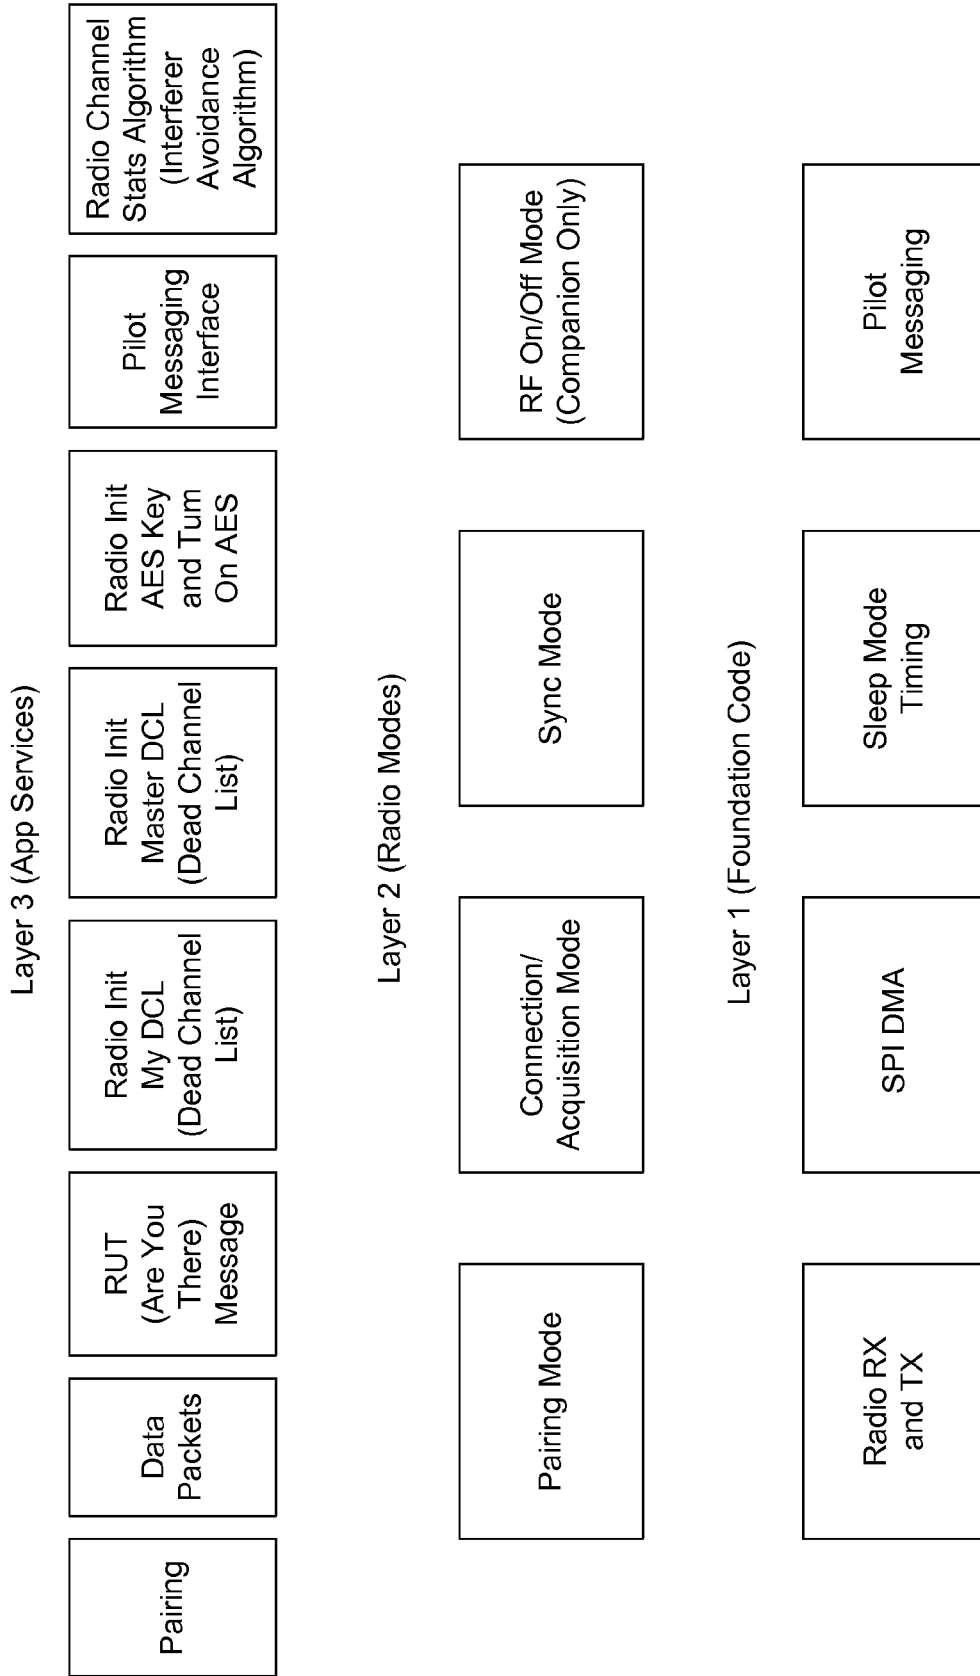 Layer 3 (App Services)
Pairing
Data
Packets
RUT
(Are You
There)
Message
Radio Init
My DCL
(Dead Channel
List)
Radio Init
Master DCL
(Dead Channel
List)
Radio Init
AES Key
and Tum
On AES
Pilot
Messaging
Interface
Radio Channel
Stats Algorithm
(Interferer
Avoidance
Algorithm)
Layer 2 (Radio Modes)
Pairing Mode
Connection/
Acquisition Mode
Sync Mode
RF On/Off Mode
(Companion Only)
Layer 1 (Foundation Code)
Radio RX
and TX
SPI DMA
Sleep Mode
Timing
Pilot
Messaging